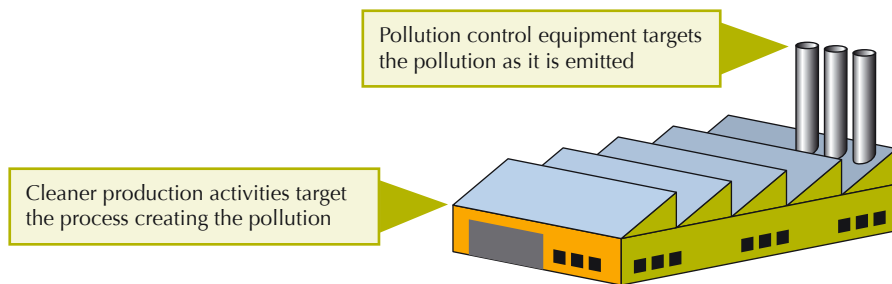 Pollution control equipment targets
the pollution as it is emitted
Cleaner production activities target
the process creating the pollution